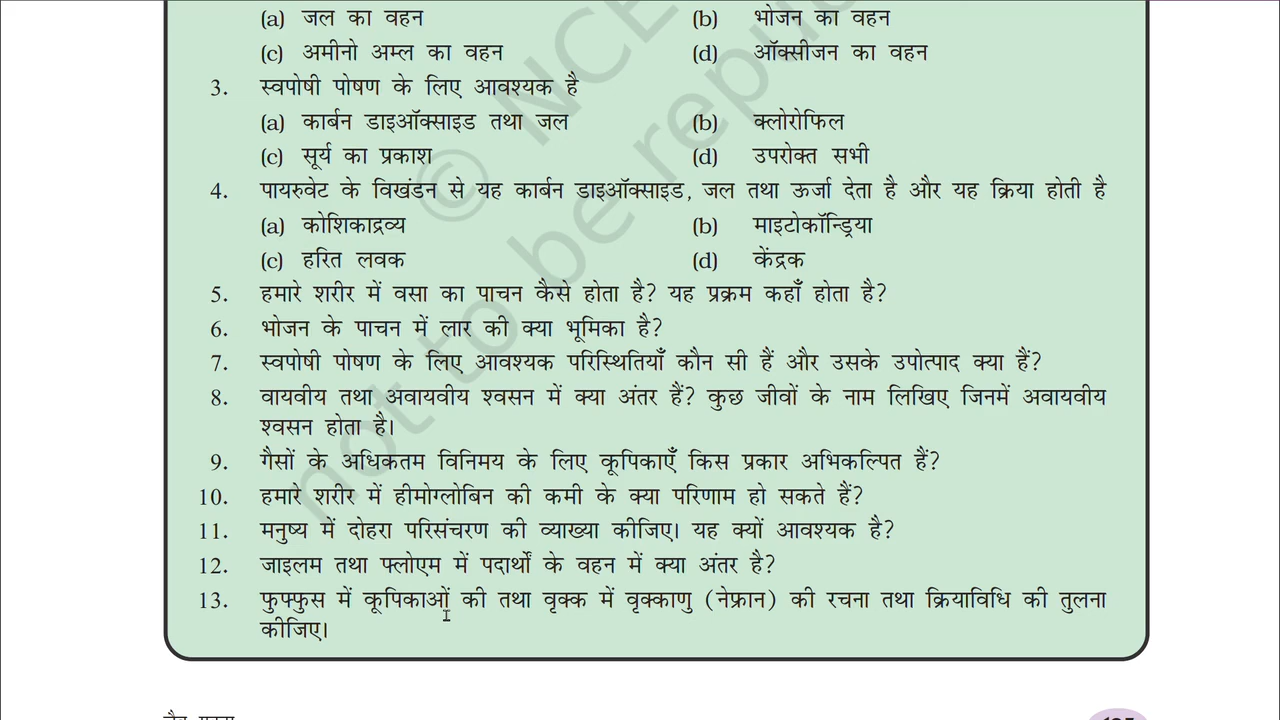 (a) जल का वहन (b) भोजन का वहन
(c) अमीनो अम्ल का वहन (d) ऑक्सीजन का वहन
3. स्वपोषी पोषण के लिए आवश्यक है
(a) कार्बन डाइऑक्साइड तथा जल (b) क्लोरोफिल
(c) सूर्य का प्रकाश (d) उपरोक्त सभी
4. पायरुवेट के विखंडन से यह कार्बन डाइऑक्साइड, जल तथा ऊर्जा देता है और यह क्रिया होती है
(a) कोशिकाद्रव्य (b) माइटोकॉन्ड्रिया
(c) हरित लवक (d) केंद्रक
5. हमारे शरीर में वसा का पाचन कैसे होता है? यह प्रक्रम कहाँ होता है?
6. भोजन के पाचन में लार की क्या भूमिका है?
7. स्वपोषी पोषण के लिए आवश्यक परिस्थितियाँ कौन सी हैं और उसके उपोत्पाद क्या हैं?
8. वायवीय तथा अवायवीय श्वसन में क्या अंतर हैं? कुछ जीवों के नाम लिखिए जिनमें अवायवीय
श्वसन होता है।
9. गैसों के अधिकतम विनिमय के लिए कूपिकाएँ किस प्रकार अभिकल्पित हैं?
10. हमारे शरीर में हीमोग्लोबिन की कमी के क्या परिणाम हो सकते हैं?
11. मनुष्य में दोहरा परिसंचरण की व्याख्या कीजिए। यह क्यों आवश्यक है?
12. जाइलम तथा फ्लोएम में पदार्थों के वहन में क्या अंतर है?
13. फुफ्फुस में कूपिकाओं की तथा वृक्क में वृक्काणु (नेफ्रान) की रचना तथा क्रियाविधि की तुलना
कीजिए।
© NCE
not to be republ